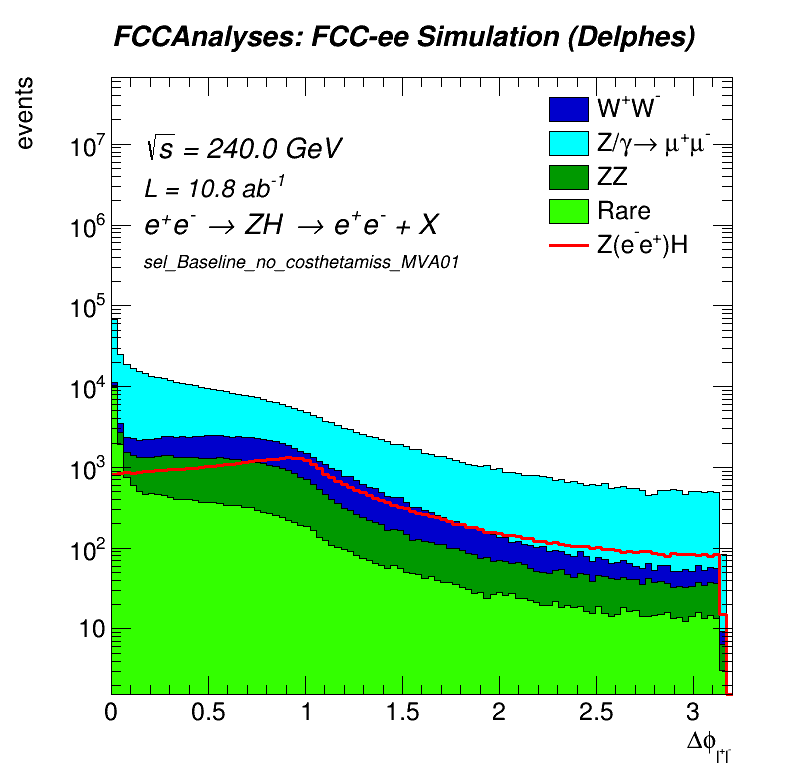 FCCAnalyses: FCC-ee Simulation (Delphes)
events
√s = 240.0 GeV
L = 10.8 ab⁻¹
e⁺e⁻ → ZH → e⁺e⁻ + X
sel_Baseline_no_costhetamiss_MVA01
W⁺W⁻
Z/γ→ μ⁺μ⁻
ZZ
Rare
Z(e⁻e⁺)H
10⁷
10⁶
10⁵
10⁴
10³
10²
10
0 0.5 1 1.5 2 2.5 3
Δϕ_l⁺l⁻